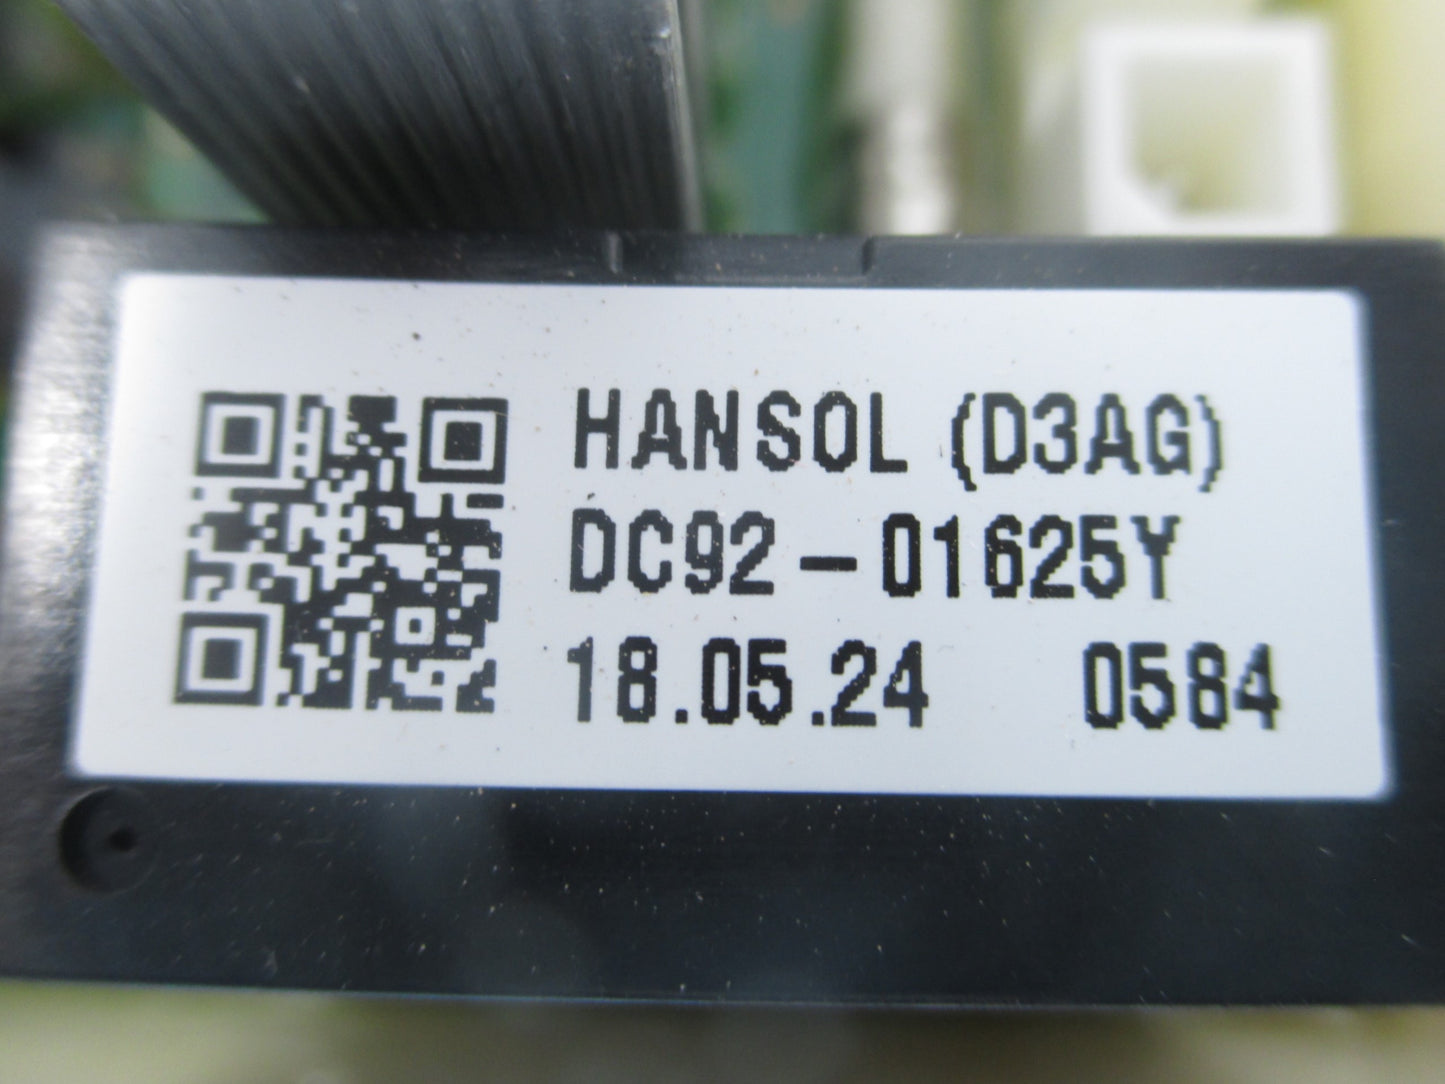 HANSOL (D3AG)
DC92-01625Y
18.05.24 0584